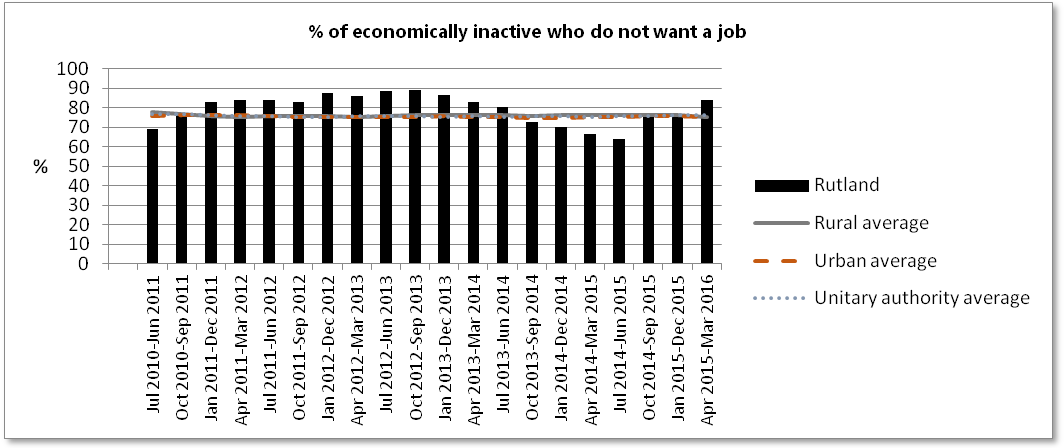 % of economically inactive who do not want a job
100
90
80
70
60
50
40
30
20
10
0
%
Jul 2010-Jun 2011
Oct 2010-Sep 2011
Jan 2011-Dec 2011
Apr 2011-Mar 2012
Jul 2011-Jun 2012
Oct 2011-Sep 2012
Jan 2012-Dec 2012
Apr 2012-Mar 2013
Jul 2012-Jun 2013
Oct 2012-Sep 2013
Jan 2013-Dec 2013
Apr 2013-Mar 2014
Jul 2013-Jun 2014
Oct 2013-Sep 2014
Jan 2014-Dec 2014
Apr 2014-Mar 2015
Jul 2014-Jun 2015
Oct 2014-Sep 2015
Jan 2015-Dec 2015
Apr 2015-Mar 2016
Rutland
Rural average
Urban average
Unitary authority average